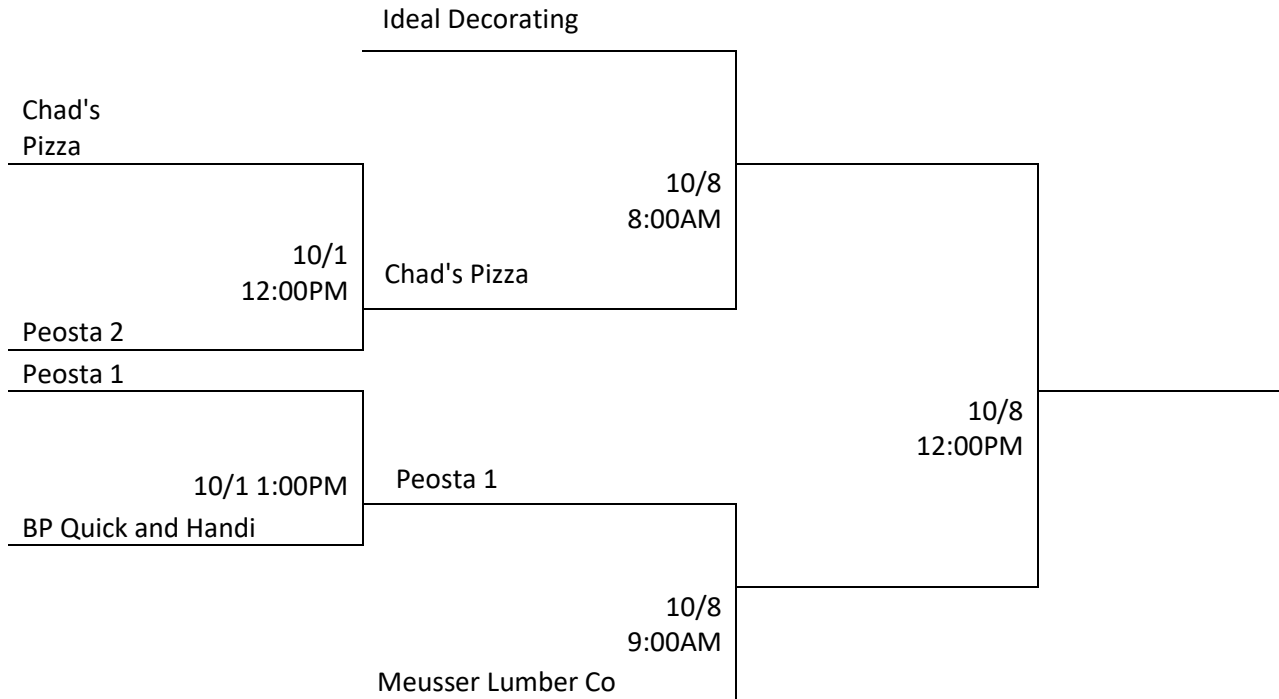 Ideal Decorating
Chad's
Pizza
10/8
8:00AM
10/1
12:00PM
Chad's Pizza
Peosta 2
Peosta 1
10/8
12:00PM
10/1 1:00PM
Peosta 1
BP Quick and Handi
10/8
9:00AM
Meusser Lumber Co